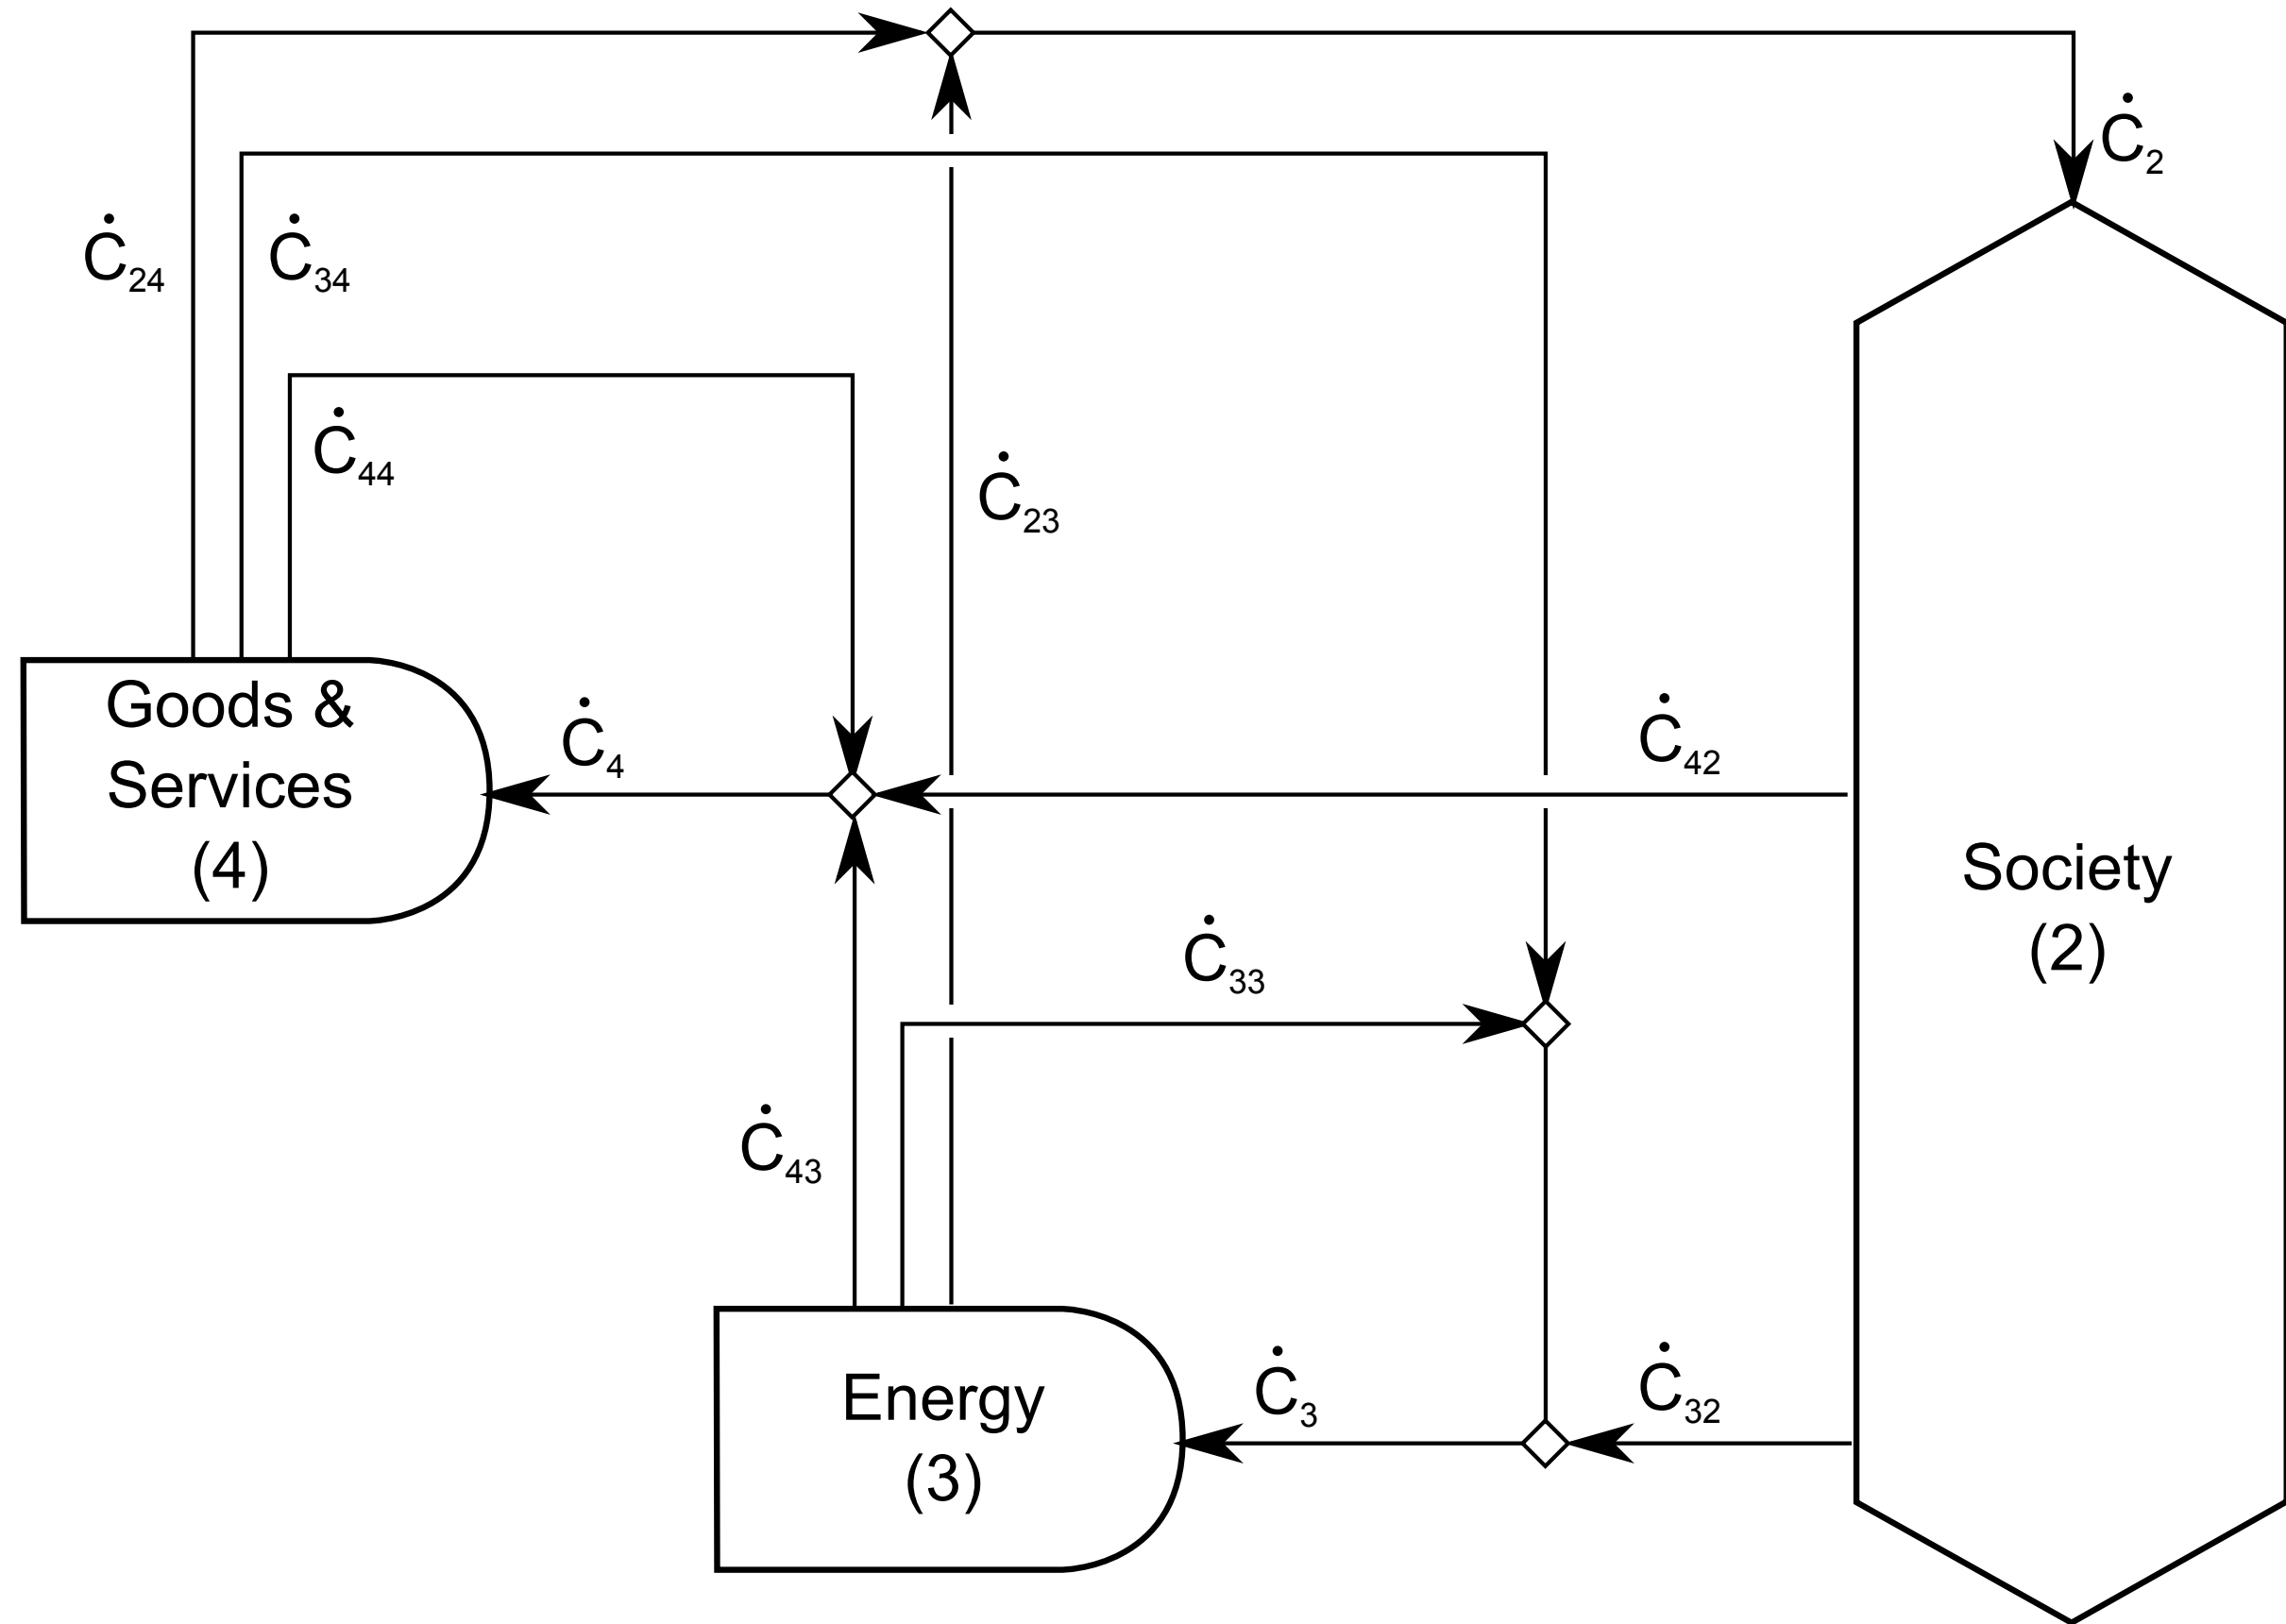 Ċ₂
Ċ₂₄
Ċ₃₄
Ċ₄₄
Ċ₂₃
Goods &
Services
(4)
Ċ₄
Ċ₄₂
Society
(2)
Ċ₃₃
Ċ₄₃
Energy
(3)
Ċ₃
Ċ₃₂